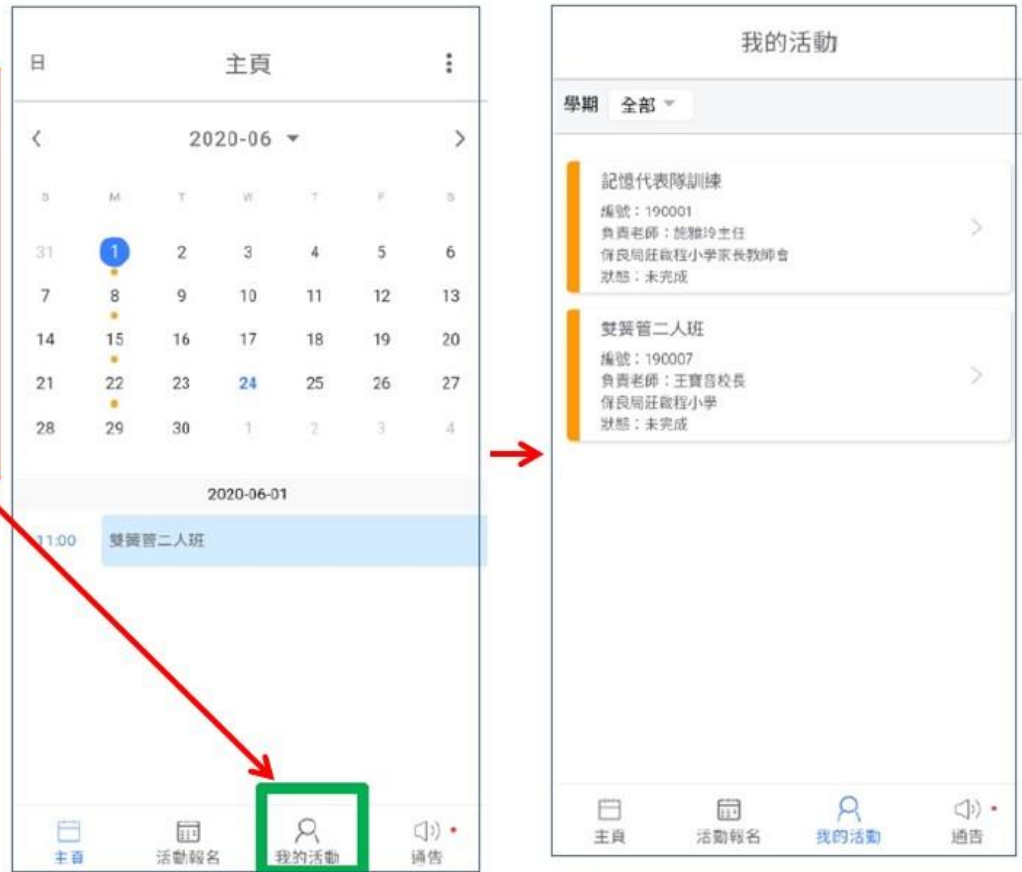 日 主頁
2020-06
S M T W T F S
31 1 2 3 4 5 6
7 8 9 10 11 12 13
14 15 16 17 18 19 20
21 22 23 24 25 26 27
28 29 30 1 2 3 4
2020-06-01
11:00 雙簧管二人班
主頁 活動報名 我的活動 通告
我的活動
學期 全部
記憶代表隊訓練
編號：190001
負責老師：施雅玲主任
保良局莊啟程小學家長教師會
狀態：未完成
雙簧管二人班
編號：190007
負責老師：王寶音校長
保良局莊啟程小學
狀態：未完成
主頁 活動報名 我的活動 通告